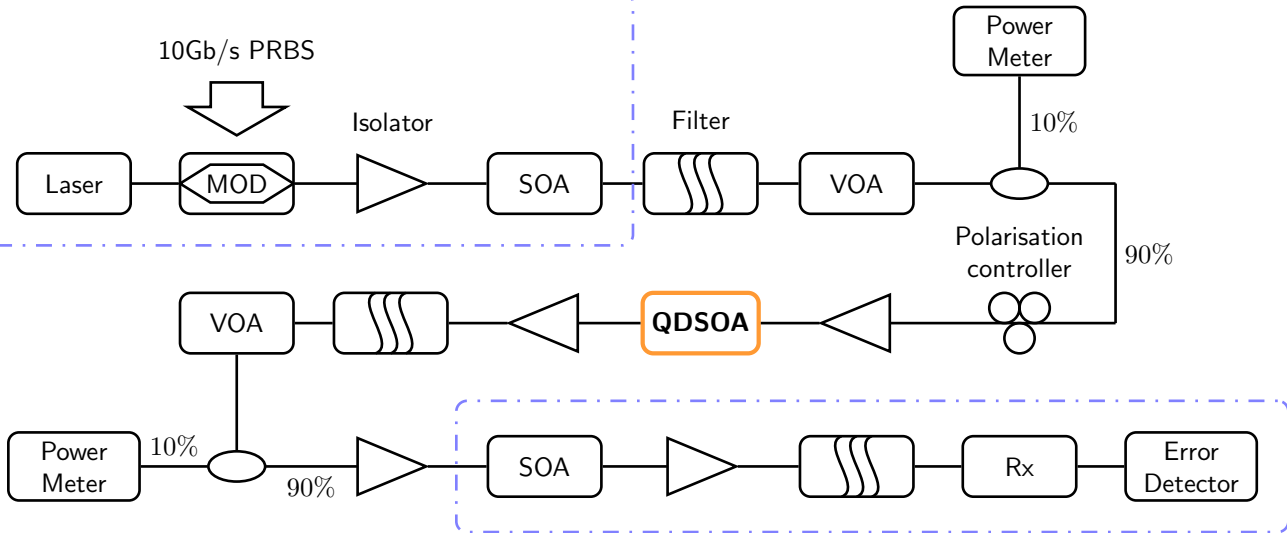 10Gb/s PRBS
Power
Meter
10%
Isolator
Filter
Laser
MOD
SOA
VOA
Polarisation
controller
90%
VOA
QDSOA
Power
Meter
10%
90%
SOA
Rx
Error
Detector